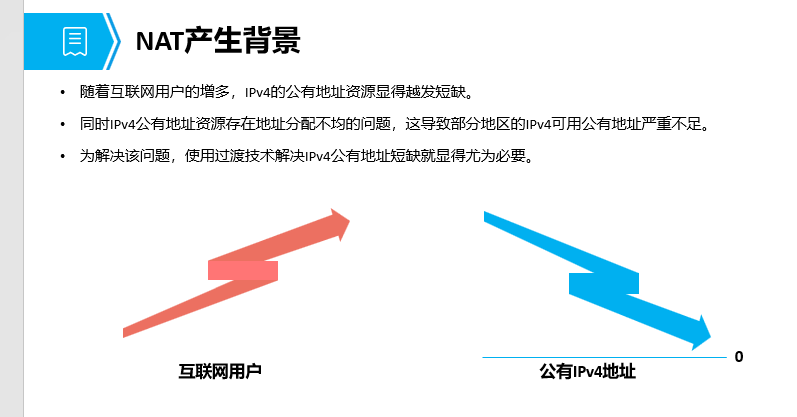 NAT产生背景
• 随着互联网用户的增多，IPv4的公有地址资源显得越发短缺。
• 同时IPv4公有地址资源存在地址分配不均的问题，这导致部分地区的IPv4可用公有地址严重不足。
• 为解决该问题，使用过渡技术解决IPv4公有地址短缺就显得尤为必要。
0
互联网用户
公有IPv4地址